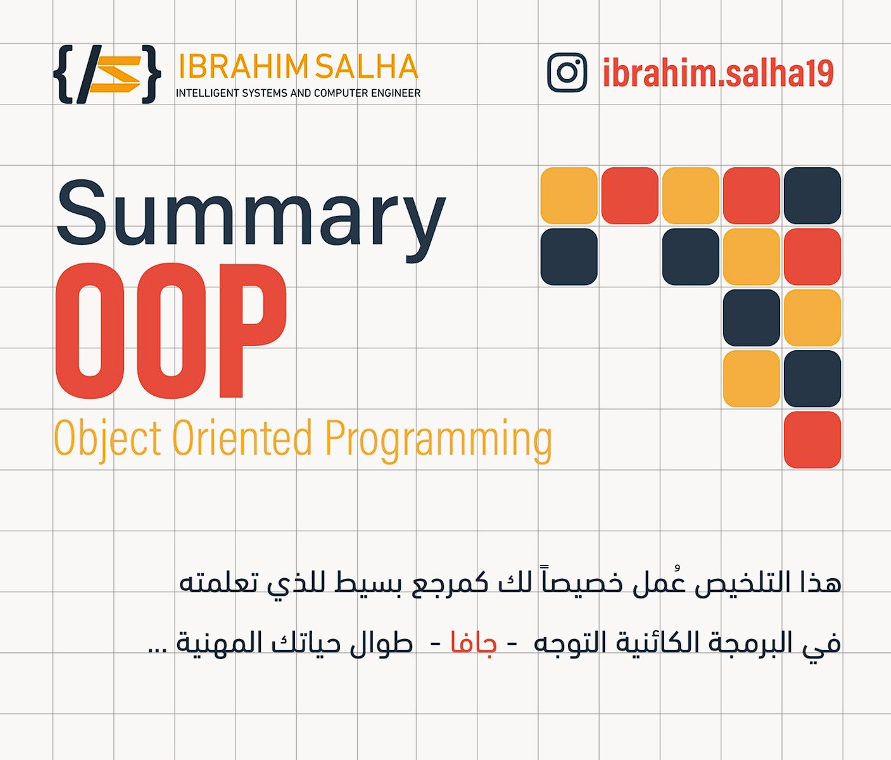 IBRAHIM SALHA
INTELLIGENT SYSTEMS AND COMPUTER ENGINEER
ibrahim.salha19
Summary
OOP
Object Oriented Programming
هذا التلخيص عُمل خصيصاً لك كمرجع بسيط للذي تعلمته
في البرمجة الكائنية التوجه - جافا - طوال حياتك المهنية ...